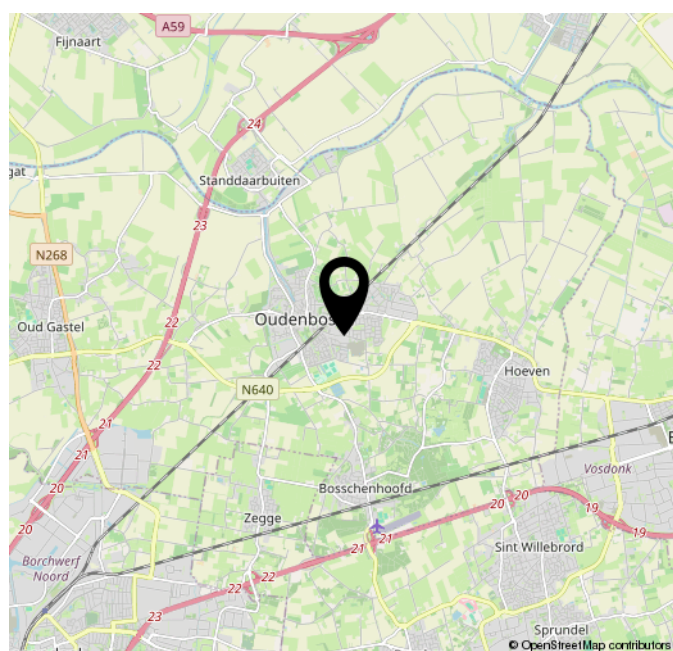 A59
Fijnaart
24
Standdaarbuiten
gat
23
N268
22
Oud Gastel
Oudenbos
22
Hoeven
N640
21
21
20
Vosdonk
Bosschenhoofd
20
20
20
19
Zegge
21
21
19
Borchwerf
Noord
Sint Willebrord
22
22
23
Sprundel
© OpenStreetMap contributors